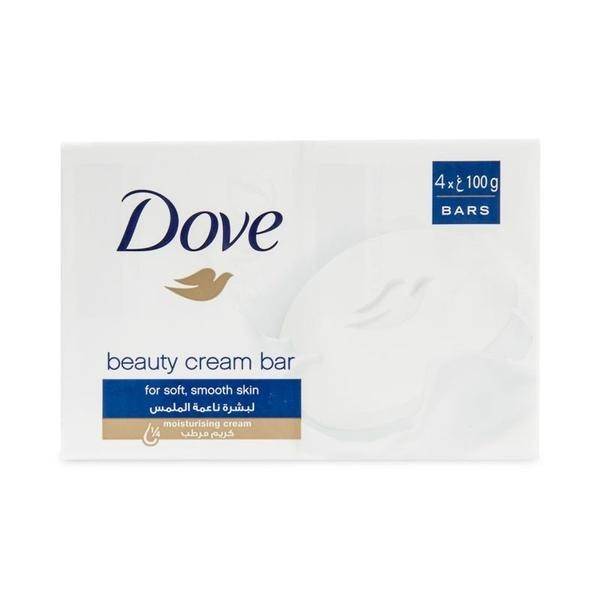 Dove
beauty cream bar
for soft, smooth skin
لبشرة ناعمة الملمس
¼ moisturising cream
كريم مرطب
4x غ 100 g
BARS